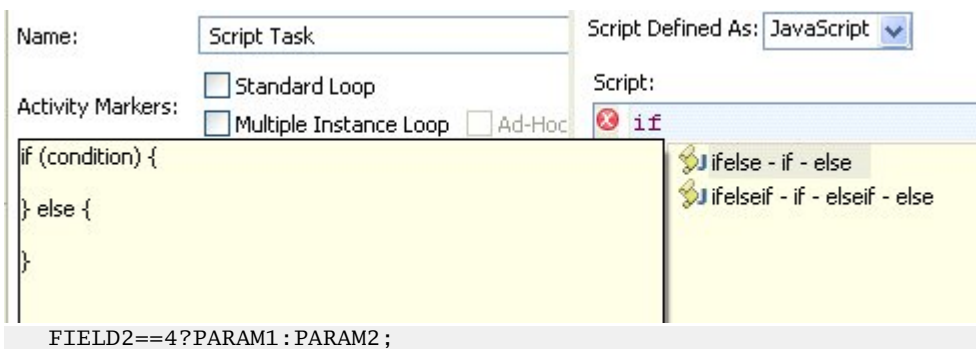 Name:
Script Task
Script Defined As: JavaScript
Activity Markers:
Standard Loop
Multiple Instance Loop
Ad-Hoc
Script:
if
if (condition) {
} else {
}
ifelse - if - else
ifelseif - if - elseif - else
FIELD2==4?PARAM1:PARAM2;